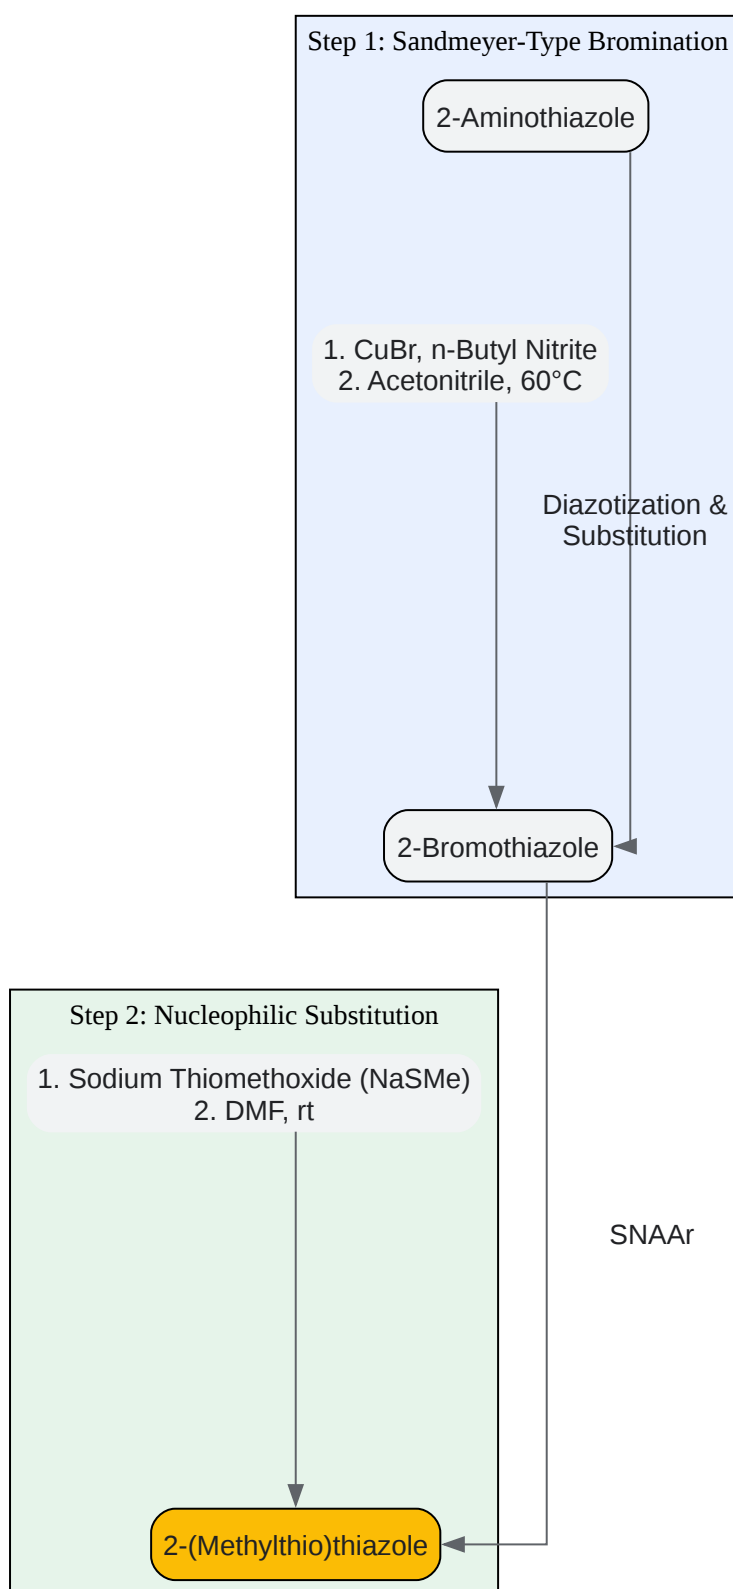 Step 1: Sandmeyer-Type Bromination
2-Aminothiazole
1. CuBr, n-Butyl Nitrite
2. Acetonitrile, 60°C
Diazotization &
Substitution
2-Bromothiazole
Step 2: Nucleophilic Substitution
1. Sodium Thiomethoxide (NaSMe)
2. DMF, rt
SNAAr
2-(Methylthio)thiazole